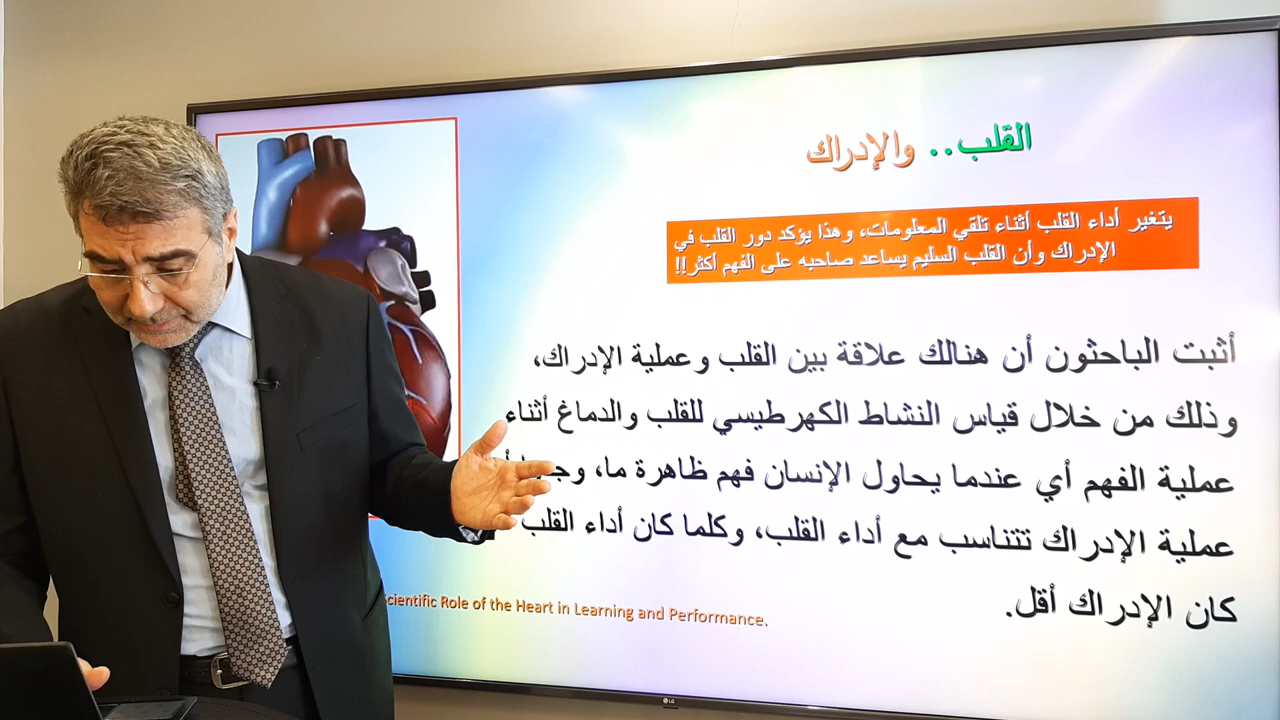 القلب.. والإدراك
يتغير أداء القلب أثناء تلقي المعلومات، وهذا يؤكد دور القلب في
الإدراك وأن القلب السليم يساعد صاحبه على الفهم أكثر!!
أثبت الباحثون أن هنالك علاقة بين القلب وعملية الإدراك،
وذلك من خلال قياس النشاط الكهرطيسي للقلب والدماغ أثناء
عملية الفهم أي عندما يحاول الإنسان فهم ظاهرة ما،
عملية الإدراك تتناسب مع أداء القلب، وكلما كان أداء القلب
كان الإدراك أقل.
Scientific Role of the Heart in Learning and Performance.
LG